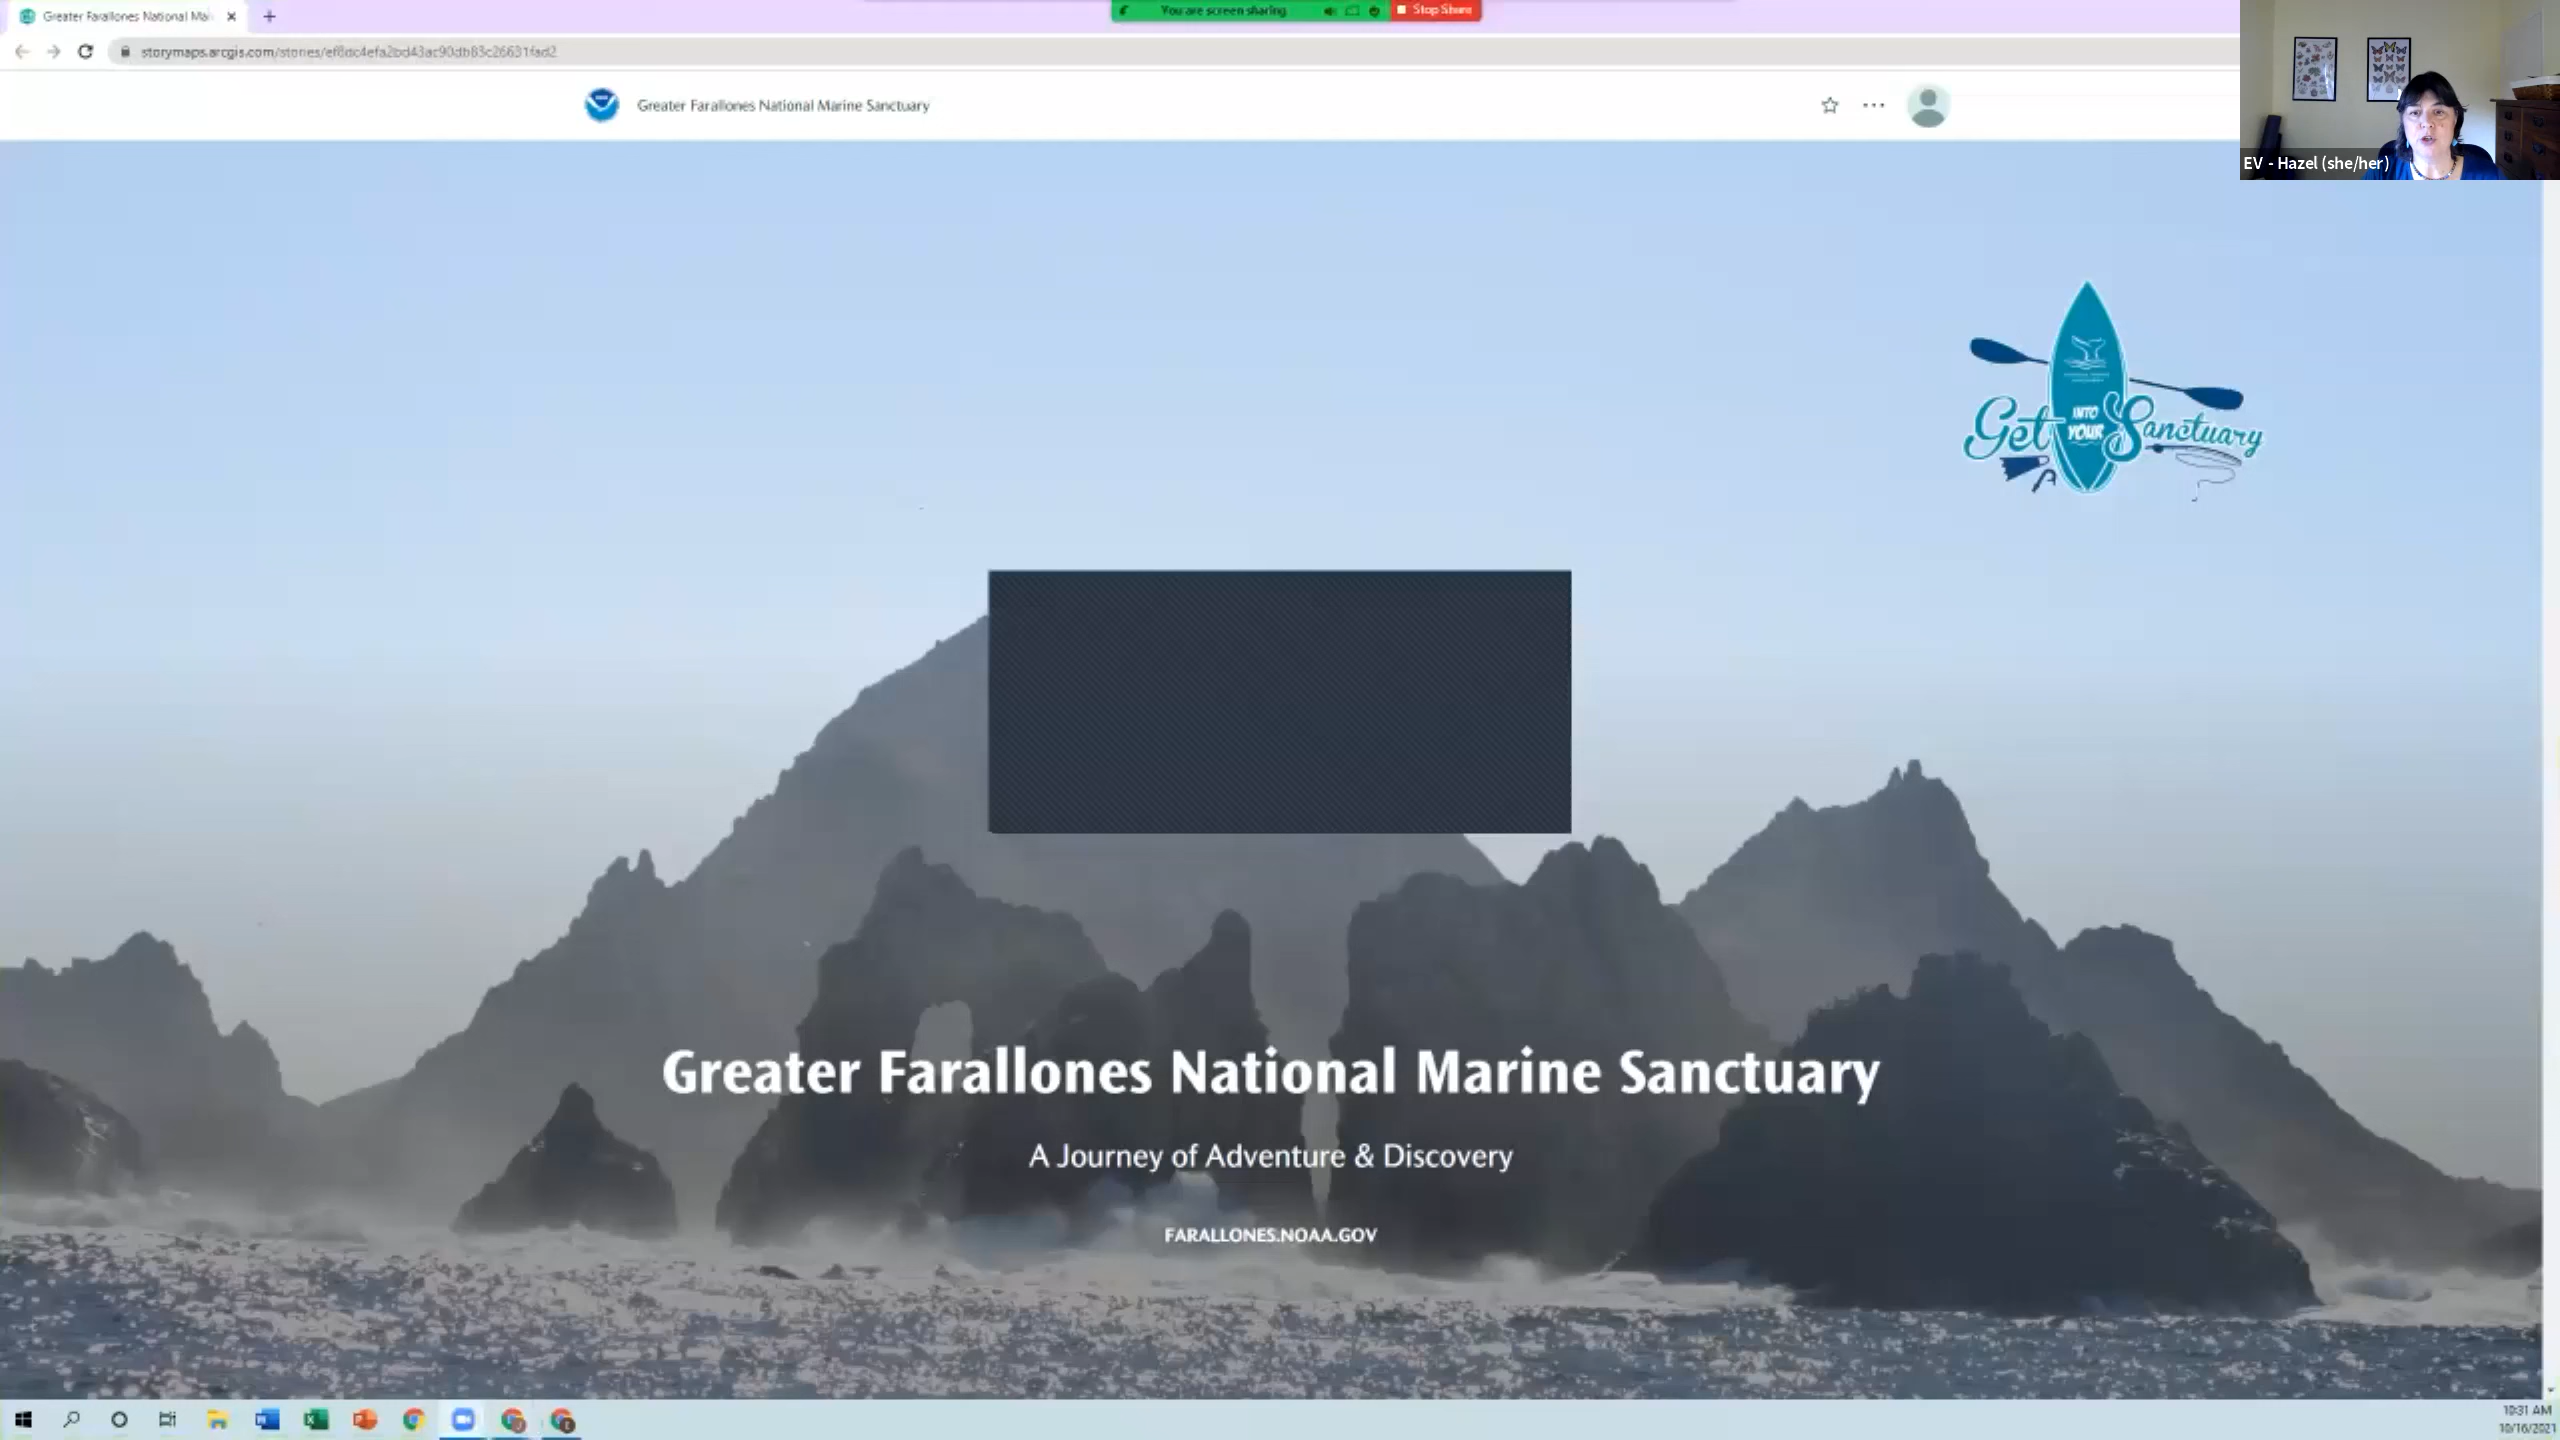 Greater Farallones National Mar
You are screen sharing
Stop Share
storymaps.arcgis.com/stories/ef8dc4efa2bd43ac90db83c26631fad2
Greater Farallones National Marine Sanctuary
EV - Hazel (she/her)
Get INTO YOUR Sanctuary
Greater Farallones National Marine Sanctuary
A Journey of Adventure & Discovery
FARALLONES.NOAA.GOV
10:31 AM
10/16/2021